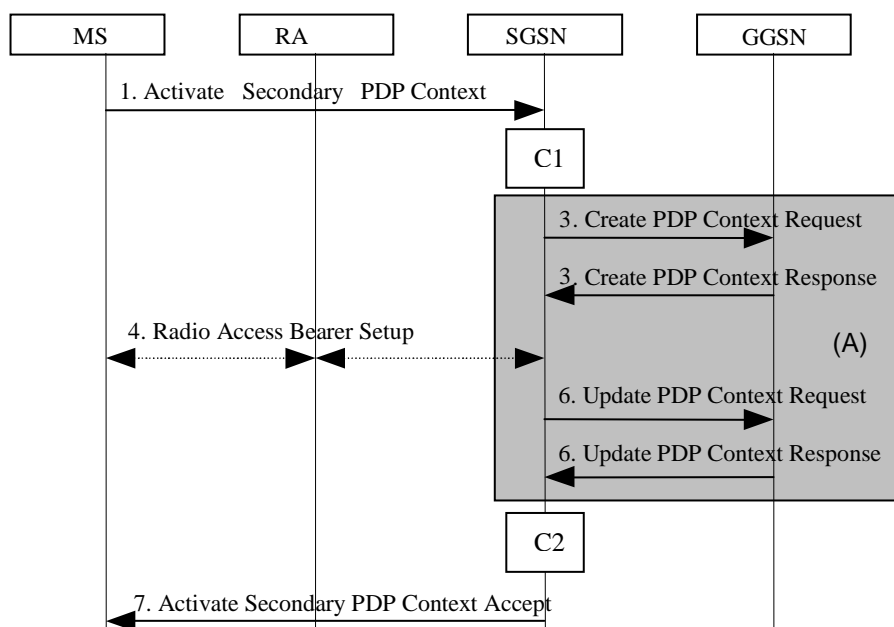 MS RA SGSN GGSN
1. Activate Secondary PDP Context
C1
3. Create PDP Context Request
3. Create PDP Context Response
4. Radio Access Bearer Setup
(A)
6. Update PDP Context Request
6. Update PDP Context Response
C2
7. Activate Secondary PDP Context Accept